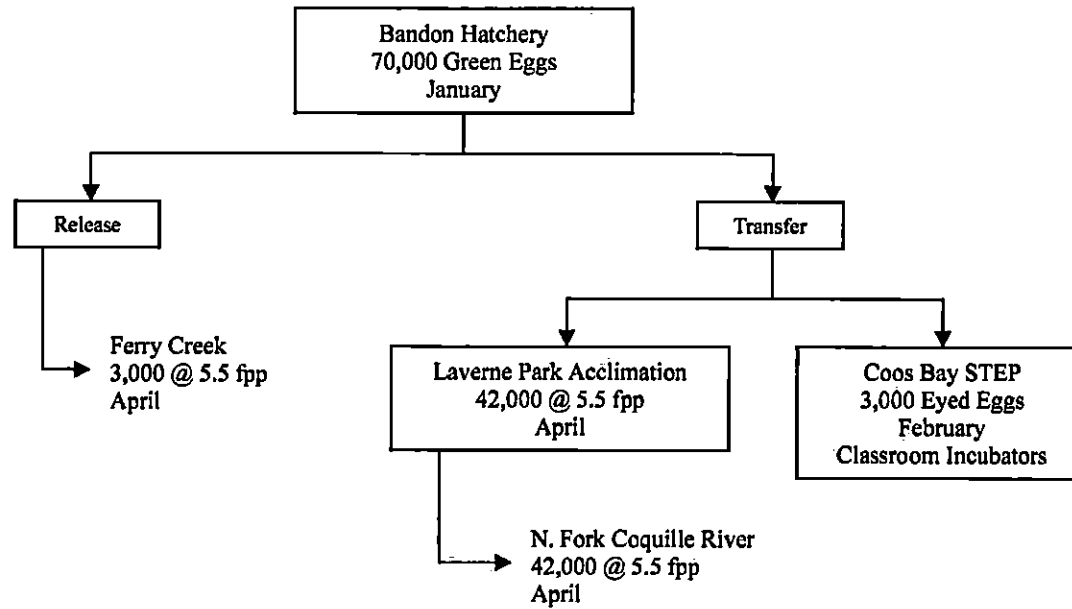 Bandon Hatchery
70,000 Green Eggs
January
Release
Transfer
Ferry Creek
3,000 @ 5.5 fpp
April
Laverne Park Acclimation
42,000 @ 5.5 fpp
April
Coos Bay STEP
3,000 Eyed Eggs
February
Classroom Incubators
N. Fork Coquille River
42,000 @ 5.5 fpp
April